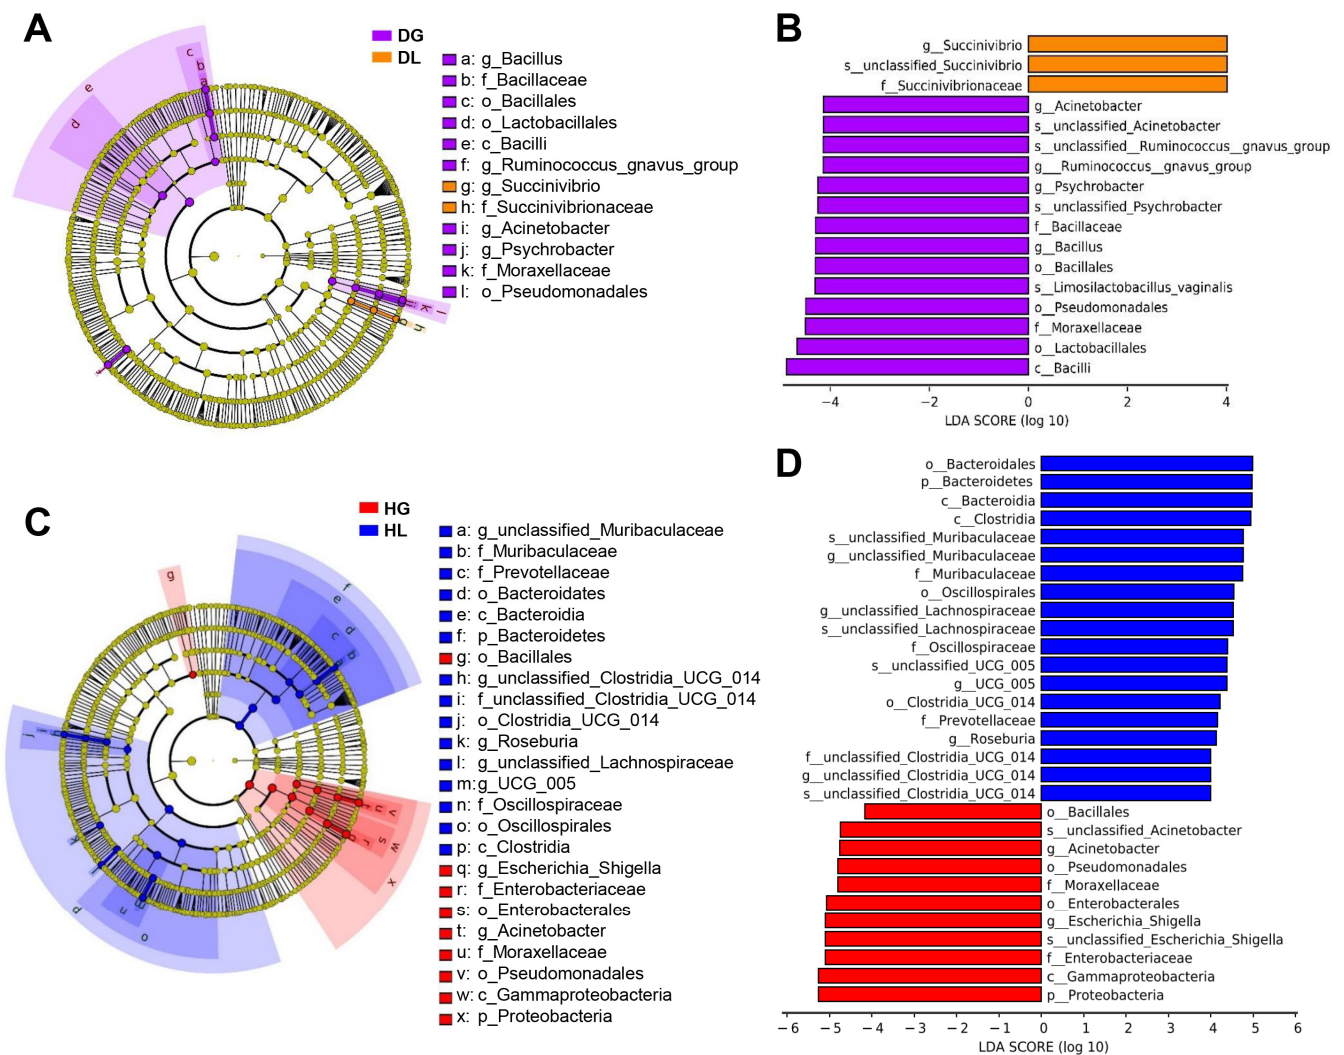 A
DG
DL
a: g_Bacillus
b: f_Bacillaceae
c: o_Bacillales
d: o_Lactobacillales
e: c_Bacilli
f: g_Ruminococcus_gnavus_group
g: g_Succinivibrio
h: f_Succinivibrionaceae
i: g_Acinetobacter
j: g_Psychrobacter
k: f_Moraxellaceae
l: o_Pseudomonadales
c
b
a
e
d
k
l
h
B
g__Succinivibrio
s__unclassified_Succinivibrio
f__Succinivibrionaceae
g__Acinetobacter
s__unclassified_Acinetobacter
s__unclassified__Ruminococcus__gnavus_group
g___Ruminococcus__gnavus_group
g__Psychrobacter
s__unclassified_Psychrobacter
f__Bacillaceae
g__Bacillus
o__Bacillales
s__Limosilactobacillus_vaginalis
o__Pseudomonadales
f__Moraxellaceae
o__Lactobacillales
c__Bacilli
−4 −2 0 2 4
LDA SCORE (log 10)
C
HG
HL
a: g_unclassified_Muribaculaceae
b: f_Muribaculaceae
c: f_Prevotellaceae
d: o_Bacteroidates
e: c_Bacteroidia
f: p_Bacteroidetes
g: o_Bacillales
h: g_unclassified_Clostridia_UCG_014
i: f_unclassified_Clostridia_UCG_014
j: o_Clostridia_UCG_014
k: g_Roseburia
l: g_unclassified_Lachnospiraceae
m:g_UCG_005
n: f_Oscillospiraceae
o: o_Oscillospirales
p: c_Clostridia
q: g_Escherichia_Shigella
r: f_Enterobacteriaceae
s: o_Enterobacterales
t: g_Acinetobacter
u: f_Moraxellaceae
v: o_Pseudomonadales
w: c_Gammaproteobacteria
x: p_Proteobacteria
g
f
e
d
c
b
j
k
p
n
o
u
v
r
s
w
x
D
o__Bacteroidales
p__Bacteroidetes
c__Bacteroidia
c__Clostridia
s__unclassified_Muribaculaceae
g__unclassified_Muribaculaceae
f__Muribaculaceae
o__Oscillospirales
g__unclassified_Lachnospiraceae
s__unclassified_Lachnospiraceae
f__Oscillospiraceae
s__unclassified_UCG_005
g__UCG_005
o__Clostridia_UCG_014
f__Prevotellaceae
g__Roseburia
f__unclassified_Clostridia_UCG_014
g__unclassified_Clostridia_UCG_014
s__unclassified_Clostridia_UCG_014
o__Bacillales
s__unclassified_Acinetobacter
g__Acinetobacter
o__Pseudomonadales
f__Moraxellaceae
o__Enterobacterales
g__Escherichia_Shigella
s__unclassified_Escherichia_Shigella
f__Enterobacteriaceae
c__Gammaproteobacteria
p__Proteobacteria
−6 −5 −4 −3 −2 −1 0 1 2 3 4 5 6
LDA SCORE (log 10)